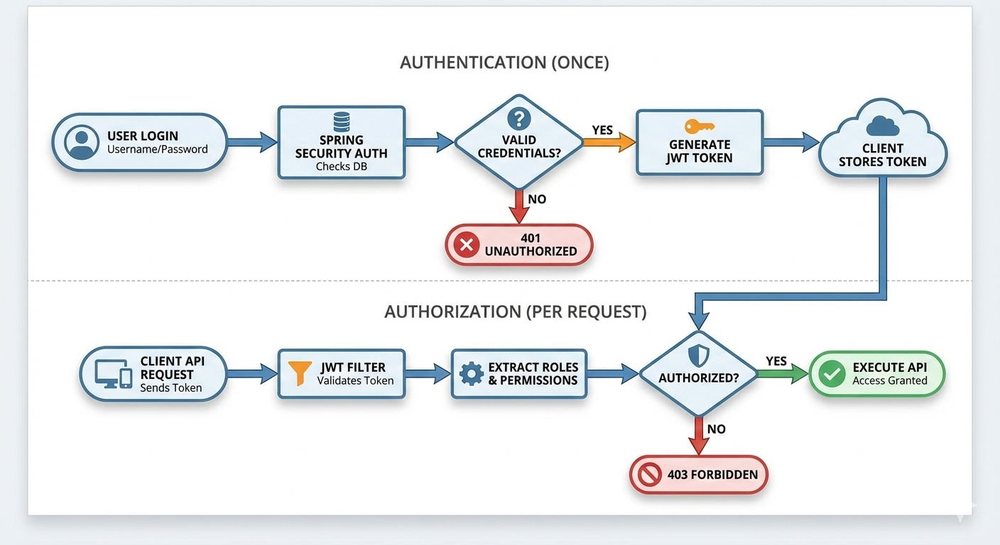 AUTHENTICATION (ONCE)
USER LOGIN
Username/Password
SPRING
SECURITY AUTH
Checks DB
?
VALID
CREDENTIALS?
YES
GENERATE
JWT TOKEN
CLIENT
STORES TOKEN
NO
401
UNAUTHORIZED
AUTHORIZATION (PER REQUEST)
CLIENT API
REQUEST
Sends Token
JWT FILTER
Validates Token
EXTRACT ROLES
& PERMISSIONS
AUTHORIZED?
YES
EXECUTE API
Access Granted
NO
403 FORBIDDEN